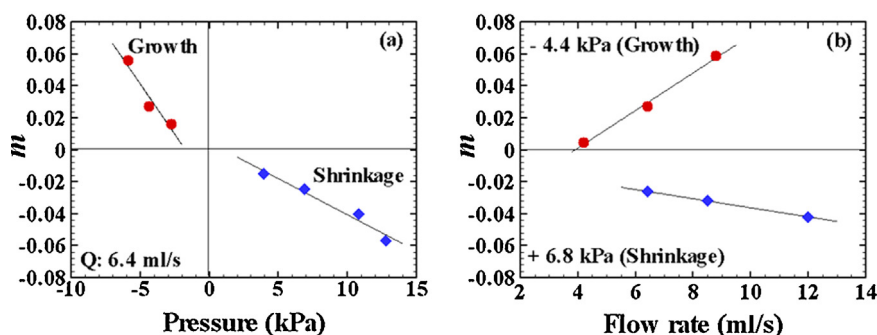 0.08
0.06
0.04
0.02
0
-0.02
-0.04
-0.06
-0.08
m
Growth
(a)
Shrinkage
Q: 6.4 ml/s
-10 -5 0 5 10 15
Pressure (kPa)
0.08
0.06
0.04
0.02
0
-0.02
-0.04
-0.06
-0.08
m
- 4.4 kPa (Growth)
(b)
+ 6.8 kPa (Shrinkage)
2 4 6 8 10 12 14
Flow rate (ml/s)